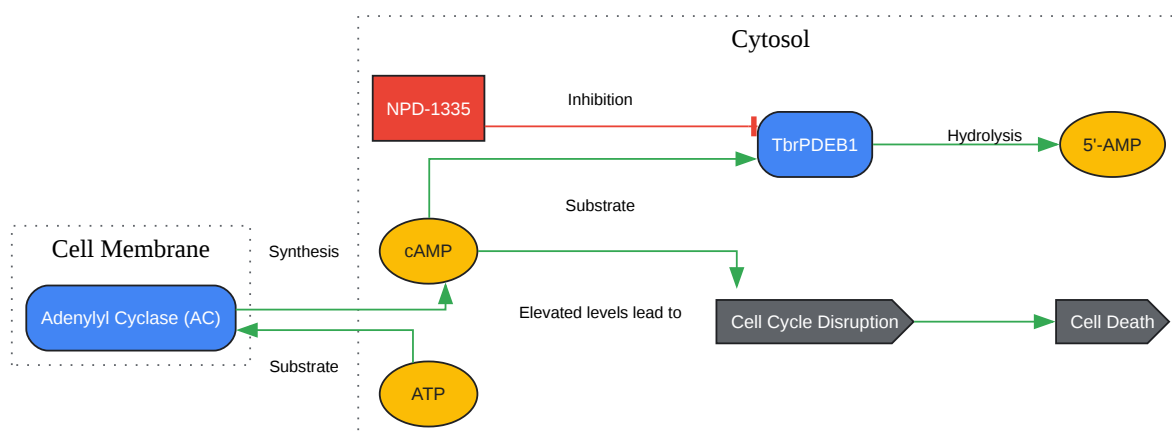 Cytosol
NPD-1335
Inhibition
TbrPDEB1
Hydrolysis
5'-AMP
Substrate
Cell Membrane
Synthesis
cAMP
Adenylyl Cyclase (AC)
Elevated levels lead to
Cell Cycle Disruption
Cell Death
Substrate
ATP